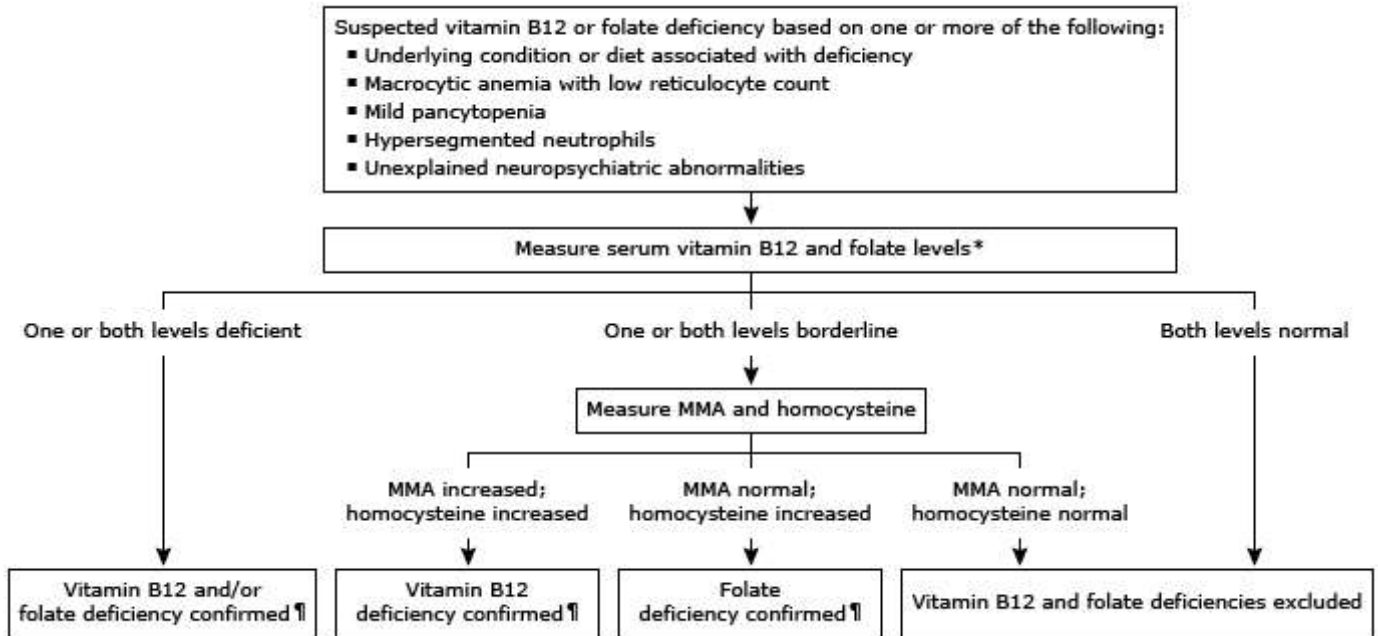 Suspected vitamin B12 or folate deficiency based on one or more of the following:
▪ Underlying condition or diet associated with deficiency
▪ Macrocytic anemia with low reticulocyte count
▪ Mild pancytopenia
▪ Hypersegmented neutrophils
▪ Unexplained neuropsychiatric abnormalities
Measure serum vitamin B12 and folate levels*
One or both levels deficient
One or both levels borderline
Both levels normal
Measure MMA and homocysteine
MMA increased;
homocysteine increased
MMA normal;
homocysteine increased
MMA normal;
homocysteine normal
Vitamin B12 and/or
folate deficiency confirmed¶
Vitamin B12
deficiency confirmed¶
Folate
deficiency confirmed¶
Vitamin B12 and folate deficiencies excluded